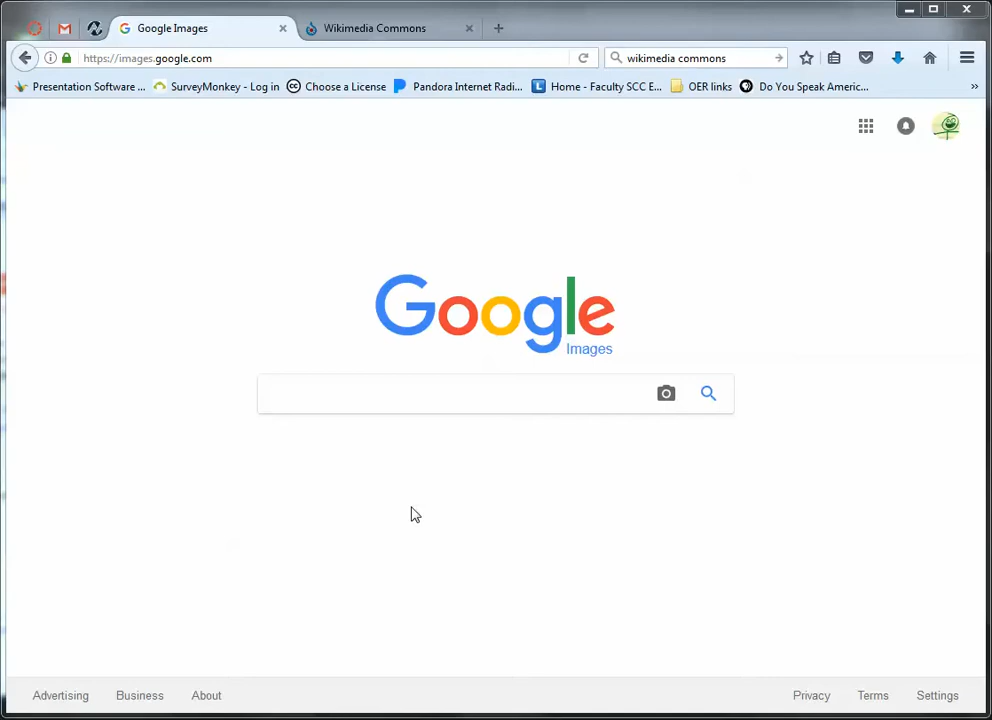 Google Images
Wikimedia Commons
https://images.google.com
wikimedia commons
Presentation Software ...
SurveyMonkey - Log in
Choose a License
Pandora Internet Radi...
Home - Faculty SCC E...
OER links
Do You Speak Americ...
Google
Images
Advertising
Business
About
Privacy
Terms
Settings